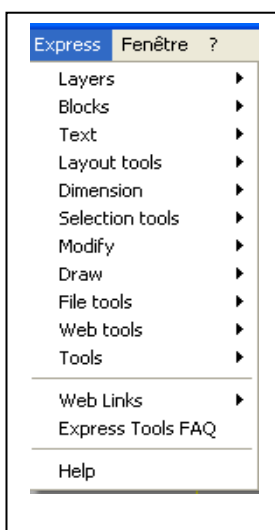 Express Fenêtre ?
Layers
Blocks
Text
Layout tools
Dimension
Selection tools
Modify
Draw
File tools
Web tools
Tools
Web Links
Express Tools FAQ
Help